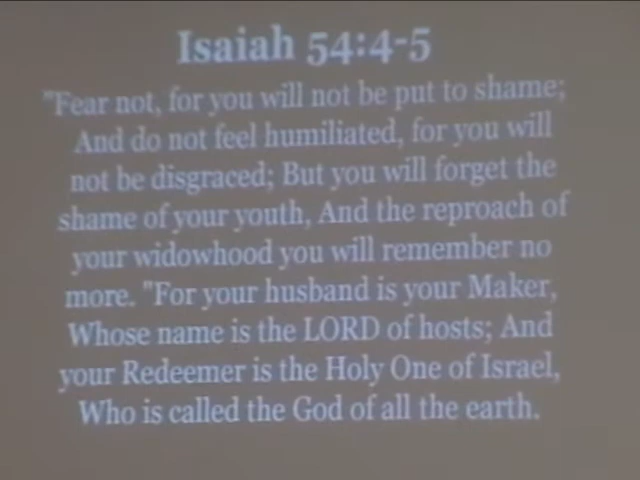 Isaiah 54:4-5
"Fear not, for you will not be put to shame;
And do not feel humiliated, for you will
not be disgraced; But you will forget the
shame of your youth, And the reproach of
your widowhood you will remember no
more. "For your husband is your Maker,
Whose name is the LORD of hosts; And
your Redeemer is the Holy One of Israel,
Who is called the God of all the earth.